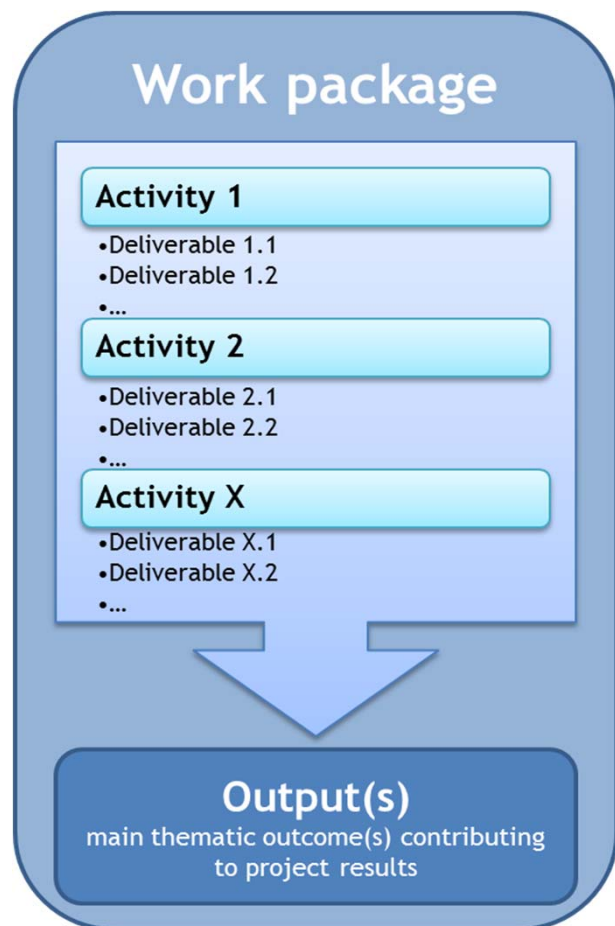 Work package
Activity 1
•Deliverable 1.1
•Deliverable 1.2
•...
Activity 2
•Deliverable 2.1
•Deliverable 2.2
•...
Activity X
•Deliverable X.1
•Deliverable X.2
•...
Output(s)
main thematic outcome(s) contributing
to project results